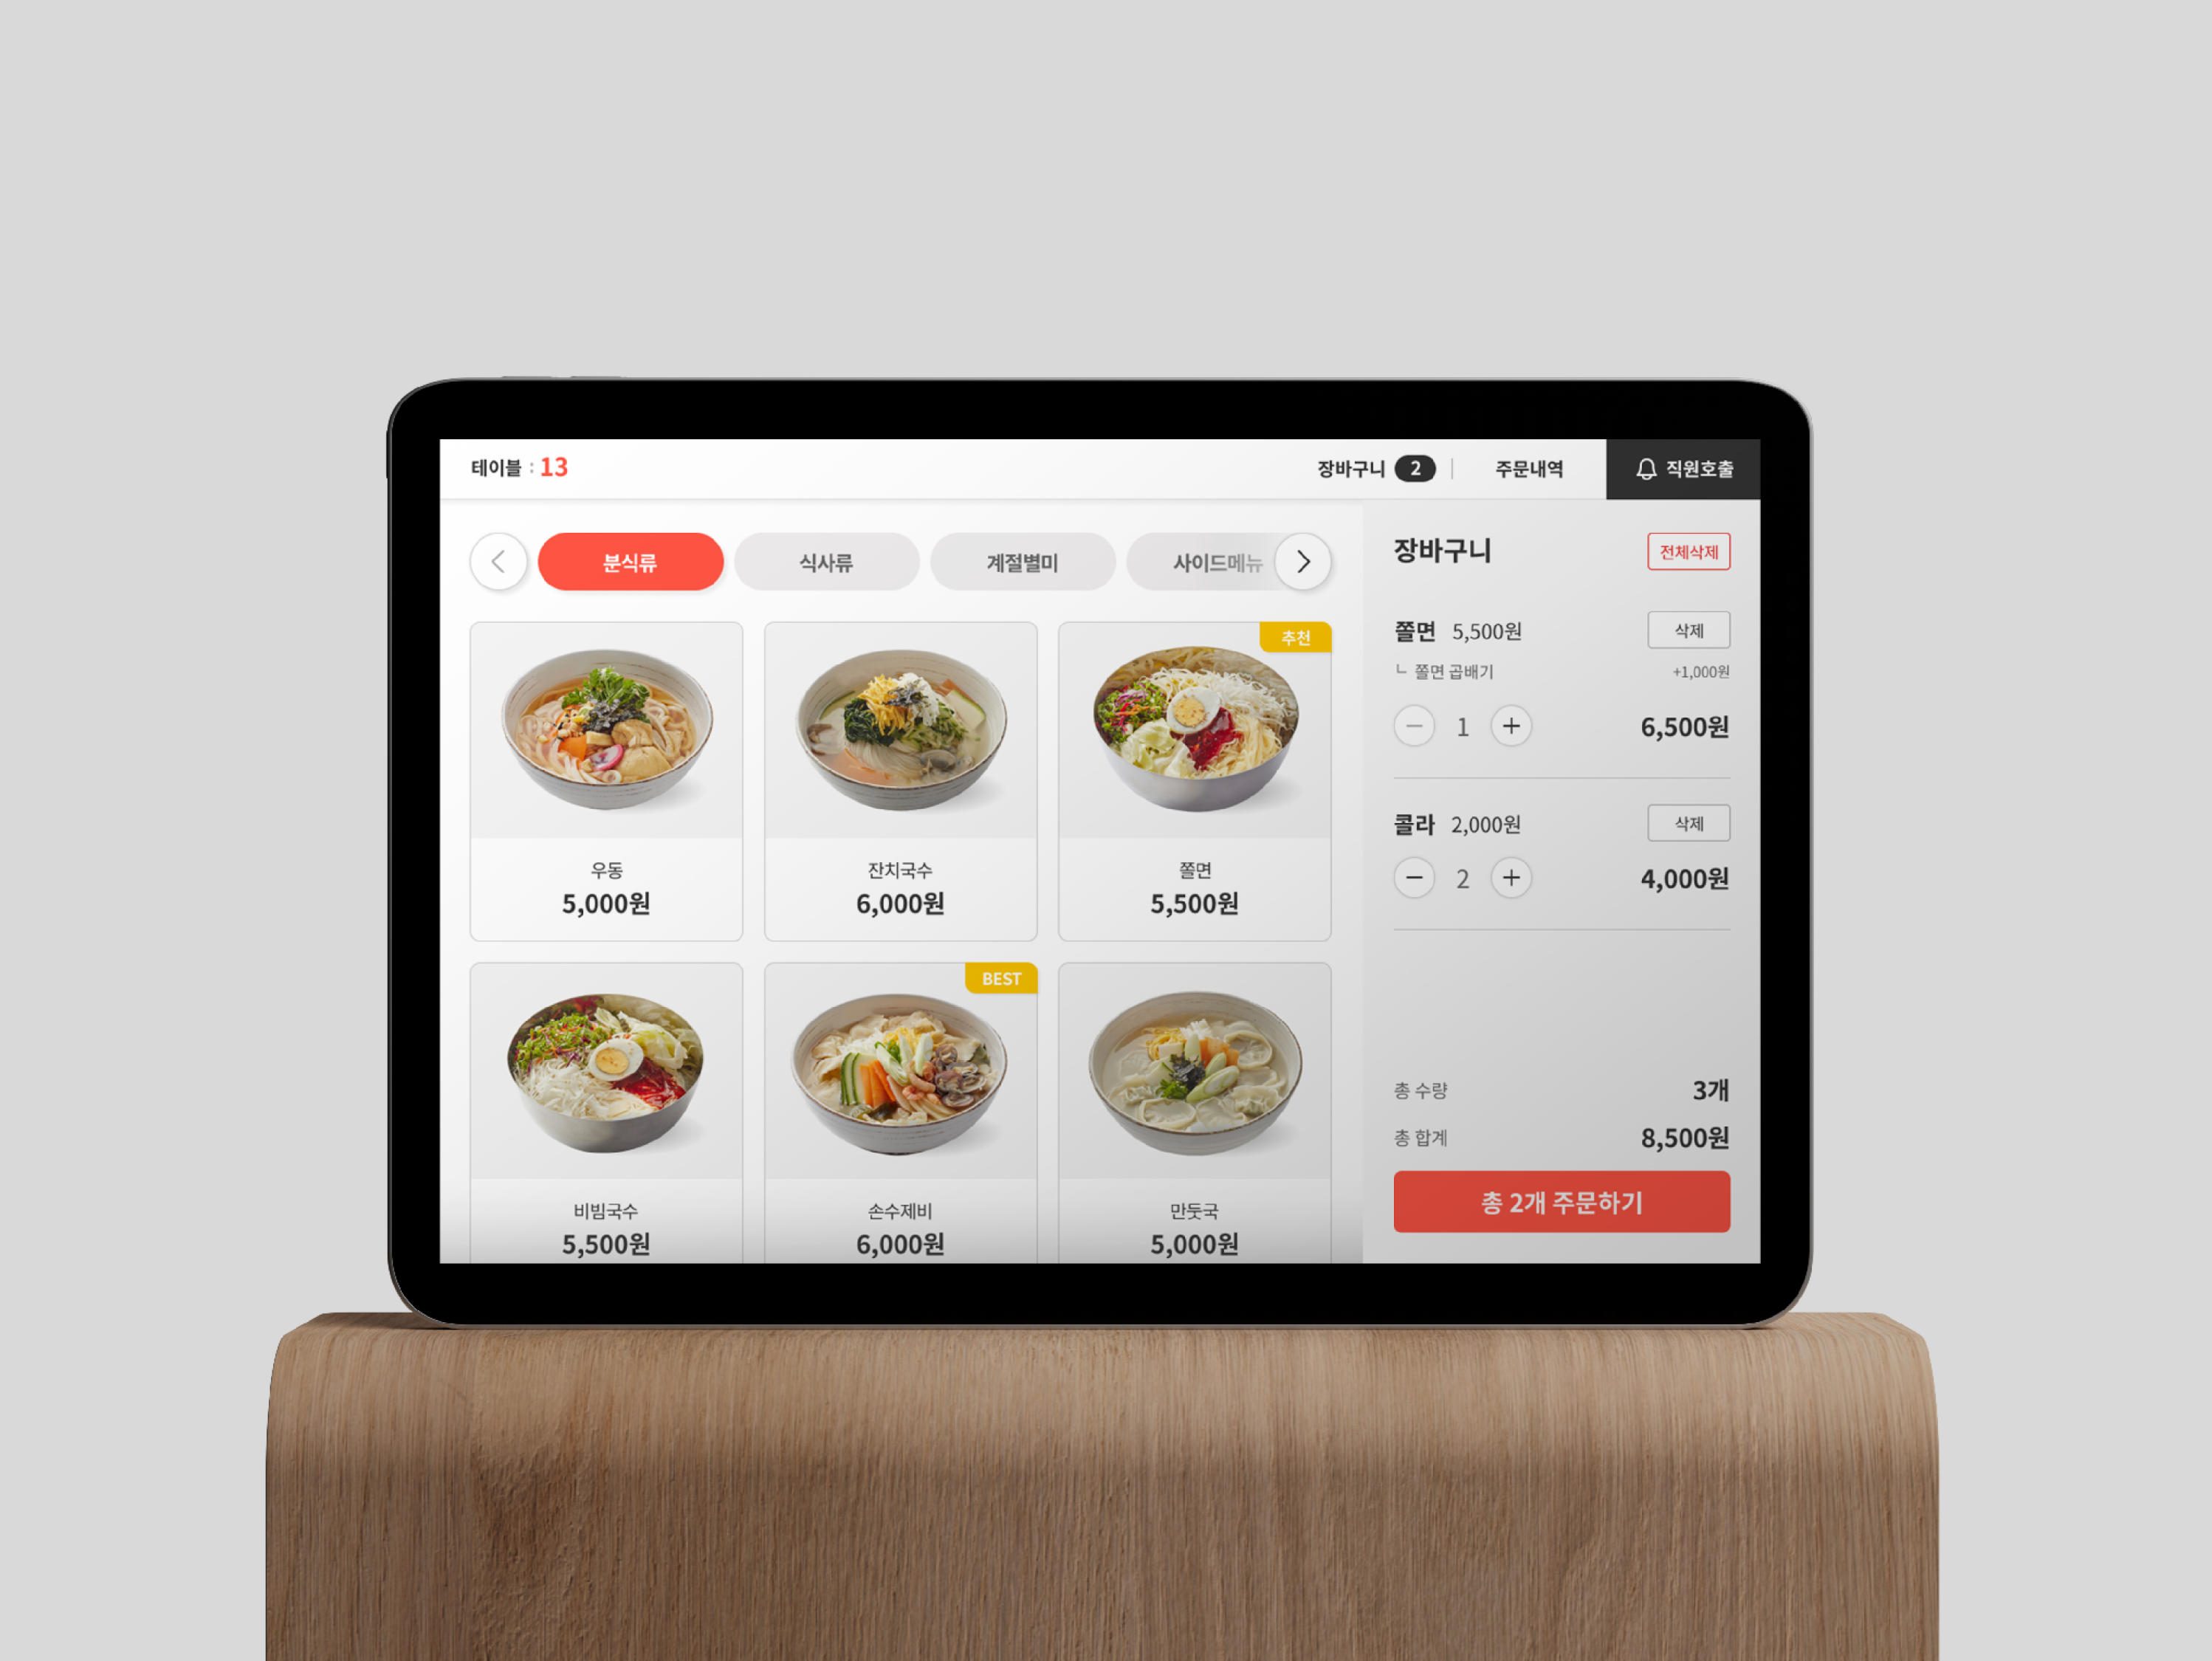 테이블 : 13
장바구니 2
주문내역
직원호출
분식류
식사류
계절별미
사이드메뉴
우동
5,000원
잔치국수
6,000원
추천
쫄면
5,500원
비빔국수
5,500원
BEST
손수제비
6,000원
만둣국
5,000원
장바구니
전체삭제
쫄면 5,500원
삭제
ㄴ 쫄면 곱배기 +1,000원
1
6,500원
콜라 2,000원
삭제
2
4,000원
총 수량 3개
총 합계 8,500원
총 2개 주문하기